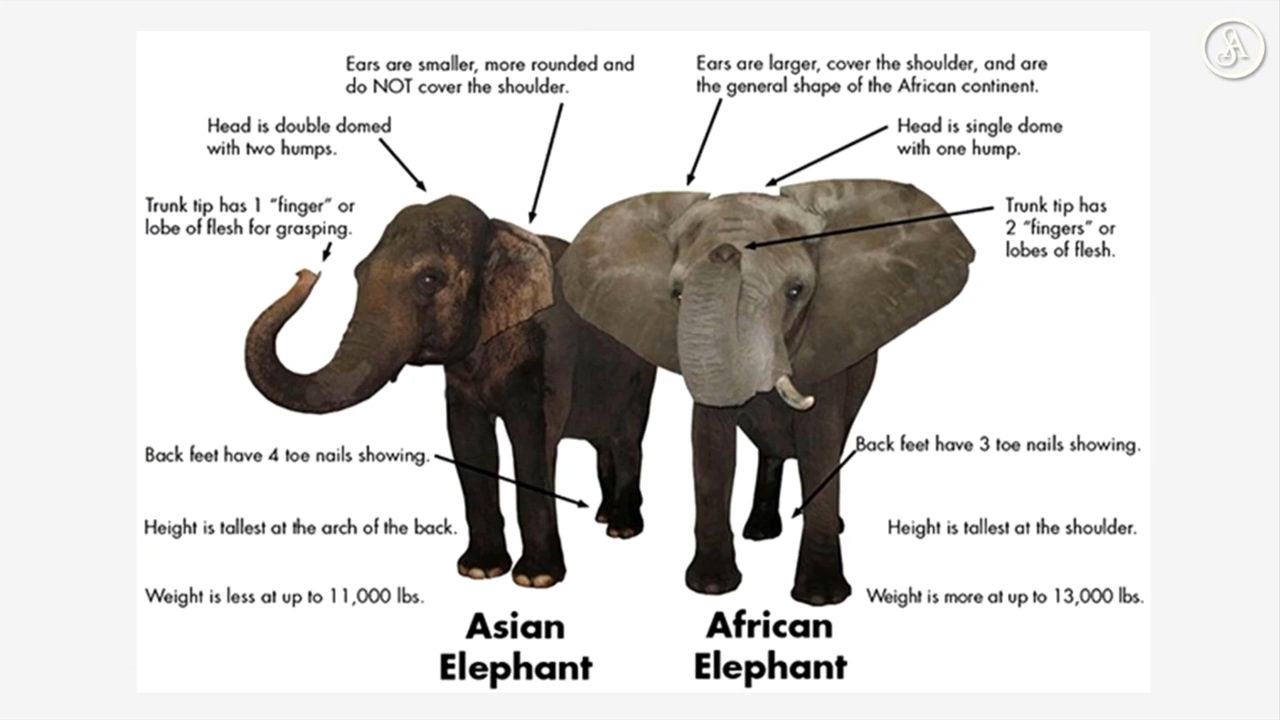 Ears are smaller, more rounded and
do NOT cover the shoulder.
Ears are larger, cover the shoulder, and are
the general shape of the African continent.
Head is double domed
with two humps.
Head is single dome
with one hump.
Trunk tip has 1 “finger” or
lobe of flesh for grasping.
Trunk tip has
2 “fingers” or
lobes of flesh.
Back feet have 4 toe nails showing.
Back feet have 3 toe nails showing.
Height is tallest at the arch of the back.
Height is tallest at the shoulder.
Weight is less at up to 11,000 lbs.
Weight is more at up to 13,000 lbs.
Asian
Elephant
African
Elephant